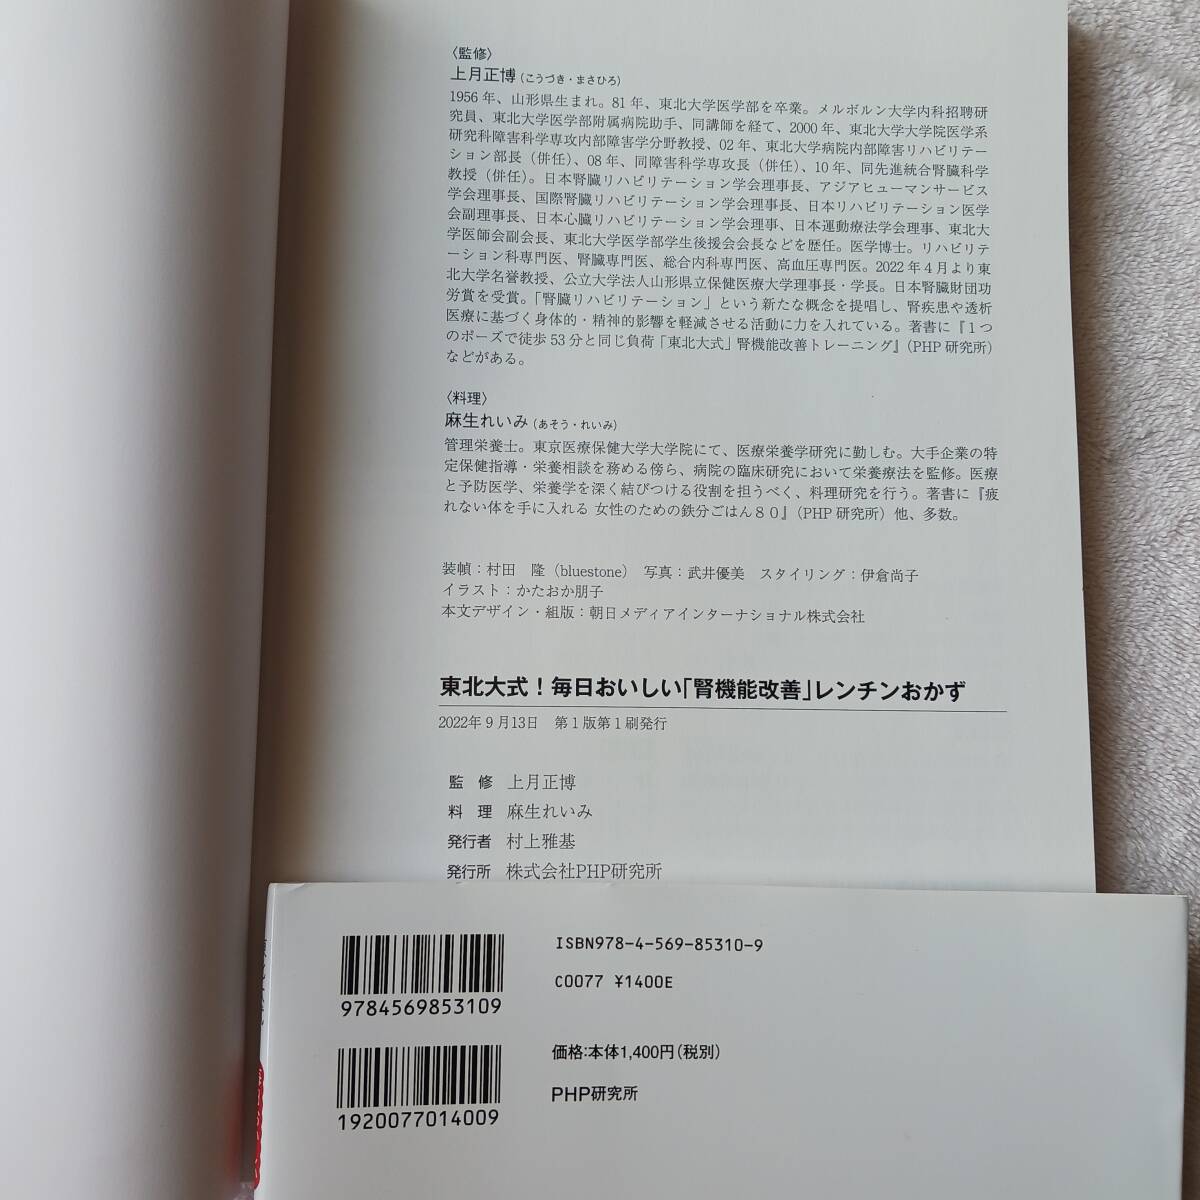 〈監修〉
上月正博(こうづき・まさひろ)
1956年、山形県生まれ。81年、東北大学医学部を卒業。メルボルン大学内科招聘研
究員、東北大学医学部附属病院助手、同講師を経て、2000年、東北大学大学院医学系
研究科障害科学専攻内部障害学分野教授、02年、東北大学病院内部障害リハビリテー
ション部長（併任）、08年、同障害科学専攻長（併任）、10年、同先進統合腎臓科学
教授（併任）。日本腎臓リハビリテーション学会理事長、アジアヒューマンサービス
学会理事長、国際腎臓リハビリテーション学会理事長、日本リハビリテーション医学
会副理事長、日本心臓リハビリテーション学会理事、日本運動療法学会理事、東北大
学医師会副会長、東北大学医学部学生後援会会長などを歴任。医学博士。リハビリテ
ーション科専門医、腎臓専門医、総合内科専門医、高血圧専門医。2022年４月より東
北大学名誉教授、公立大学法人山形県立保健医療大学理事長・学長。日本腎臓財団功
労賞を受賞。「腎臓リハビリテーション」という新たな概念を提唱し、腎疾患や透析
医療に基づく身体的・精神的影響を軽減させる活動に力を入れている。著書に『１つ
のポーズで徒歩53分と同じ負荷「東北大式」腎機能改善トレーニング』（PHP研究所）
などがある。
〈料理〉
麻生れいみ(あそう・れいみ)
管理栄養士。東京医療保健大学大学院にて、医療栄養学研究に勤しむ。大手企業の特
定保健指導・栄養相談を務める傍ら、病院の臨床研究において栄養療法を監修。医療
と予防医学、栄養学を深く結びつける役割を担うべく、料理研究を行う。著書に『疲
れない体を手に入れる 女性のための鉄分ごはん８０』（PHP研究所）他、多数。
装幀：村田　隆（bluestone）　写真：武井優美　スタイリング：伊倉尚子
イラスト：かたおか朋子
本文デザイン・組版：朝日メディアインターナショナル株式会社
東北大式！毎日おいしい「腎機能改善」レンチンおかず
2022年９月13日　第１版第１刷発行
監　修　上月正博
料　理　麻生れいみ
発行者　村上雅基
発行所　株式会社PHP研究所
ISBN978-4-569-85310-9
C0077 ¥1400E
9784569853109
価格：本体1,400円（税別）
PHP研究所
1920077014009